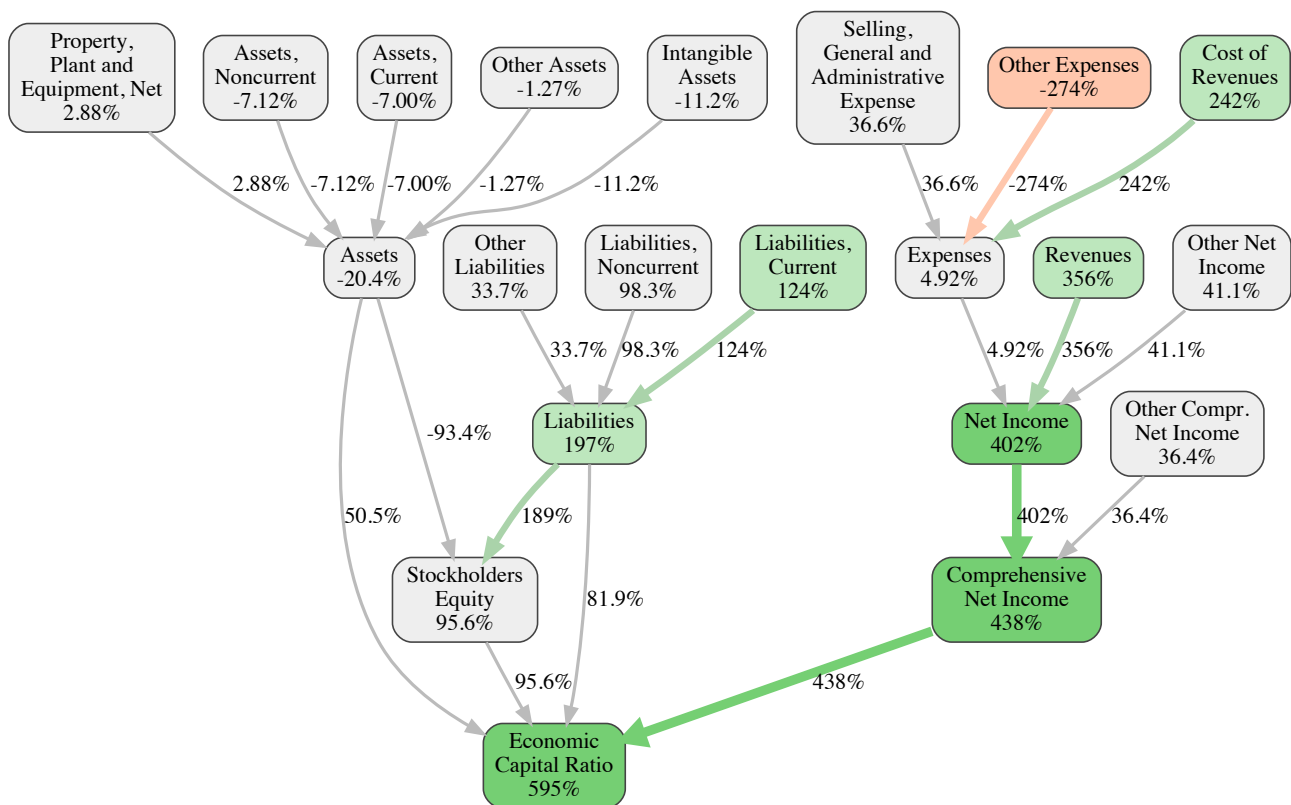 Property,
Plant and
Equipment, Net
2.88%
Assets,
Noncurrent
-7.12%
Assets,
Current
-7.00%
Other Assets
-1.27%
Intangible
Assets
-11.2%
Selling,
General and
Administrative
Expense
36.6%
Other Expenses
-274%
Cost of
Revenues
242%
2.88%
-7.12%
-7.00%
-1.27%
-11.2%
36.6%
-274%
242%
Assets
-20.4%
Other
Liabilities
33.7%
Liabilities,
Noncurrent
98.3%
Liabilities,
Current
124%
Expenses
4.92%
Revenues
356%
Other Net
Income
41.1%
33.7%
98.3%
124%
4.92%
356%
41.1%
-93.4%
Liabilities
197%
Net Income
402%
Other Compr.
Net Income
36.4%
50.5%
189%
402%
36.4%
Stockholders
Equity
95.6%
81.9%
Comprehensive
Net Income
438%
95.6%
438%
Economic
Capital Ratio
595%